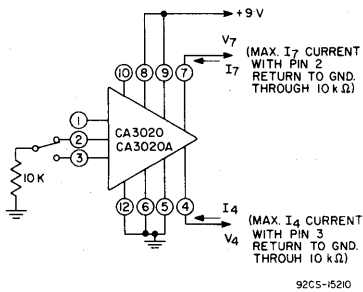 +9 V
V7
(MAX. I7 CURRENT
WITH PIN 2
RETURN TO GND.
THROUGH 10 kΩ)
I7
10
8
9
7
1
2
3
CA3020
CA3020A
10 K
12
6
5
4
I4
V4
(MAX. I4 CURRENT
WITH PIN 3
RETURN TO GND.
THROUH 10 kΩ)
92CS-15210